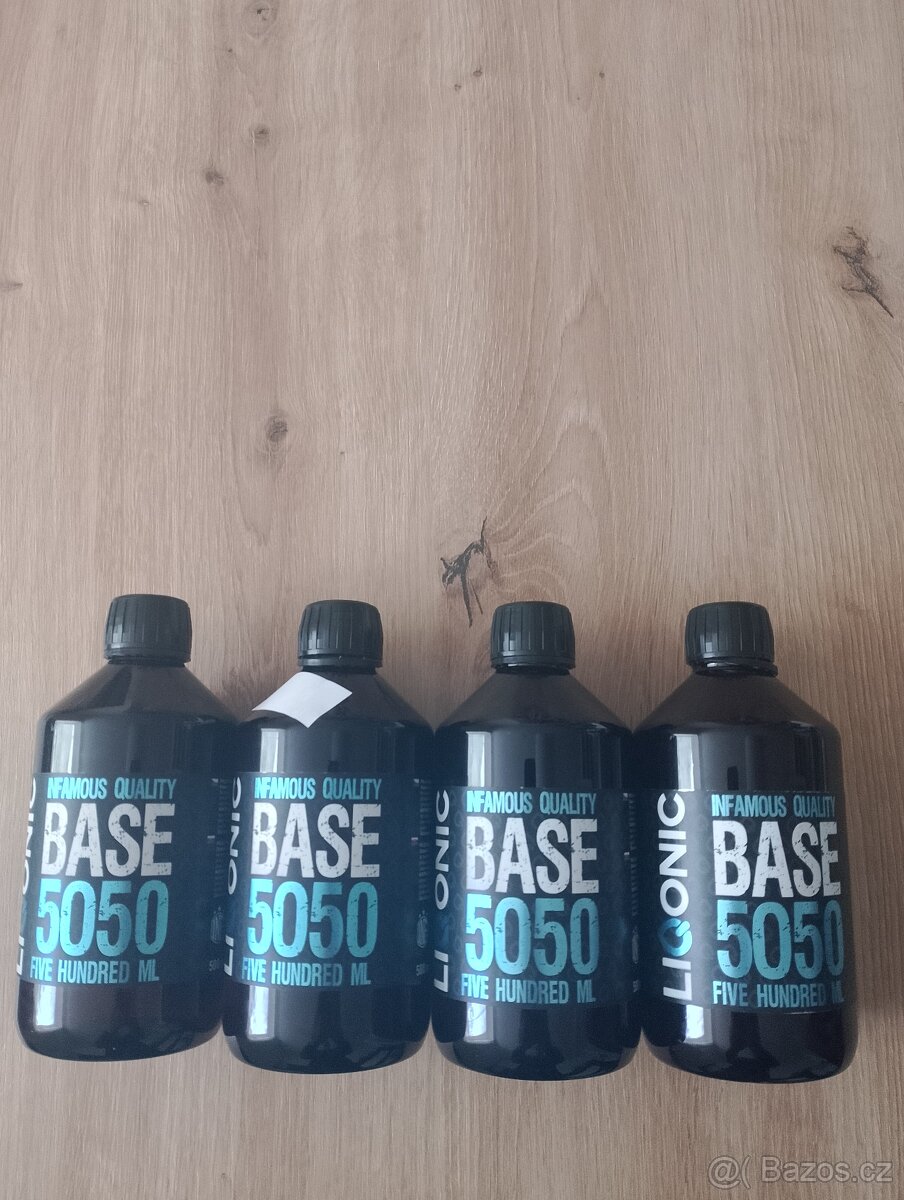 INFAMOUS QUALITY
BASE
5050
FIVE HUNDRED ML
ONIC
INFAMOUS QUALITY
BASE
5050
FIVE HUNDRED ML
LIQONIC
INFAMOUS QUALITY
BASE
5050
FIVE HUNDRED ML
LIQONIC
INFAMOUS QUALITY
BASE
5050
FIVE HUNDRED ML
@( Bazos.cz